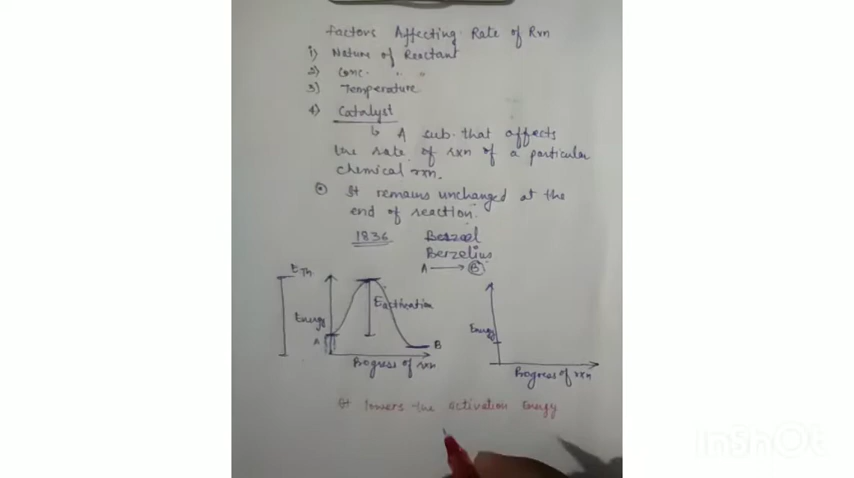 Factors Affecting Rate of Rxn
1) Nature of Reactant
2) Conc. " "
3) Temperature
4) Catalyst
↳ A sub. that affects
the rate of rxn of a particular
chemical rxn.
It remains unchanged at the
end of reaction.
1836 Berzel
Berzelius
A → B
ETh
Energy
Eactivation
A
B
Progress of rxn
Energy
Progress of rxn
It lowers the Activation Energy
InShOt